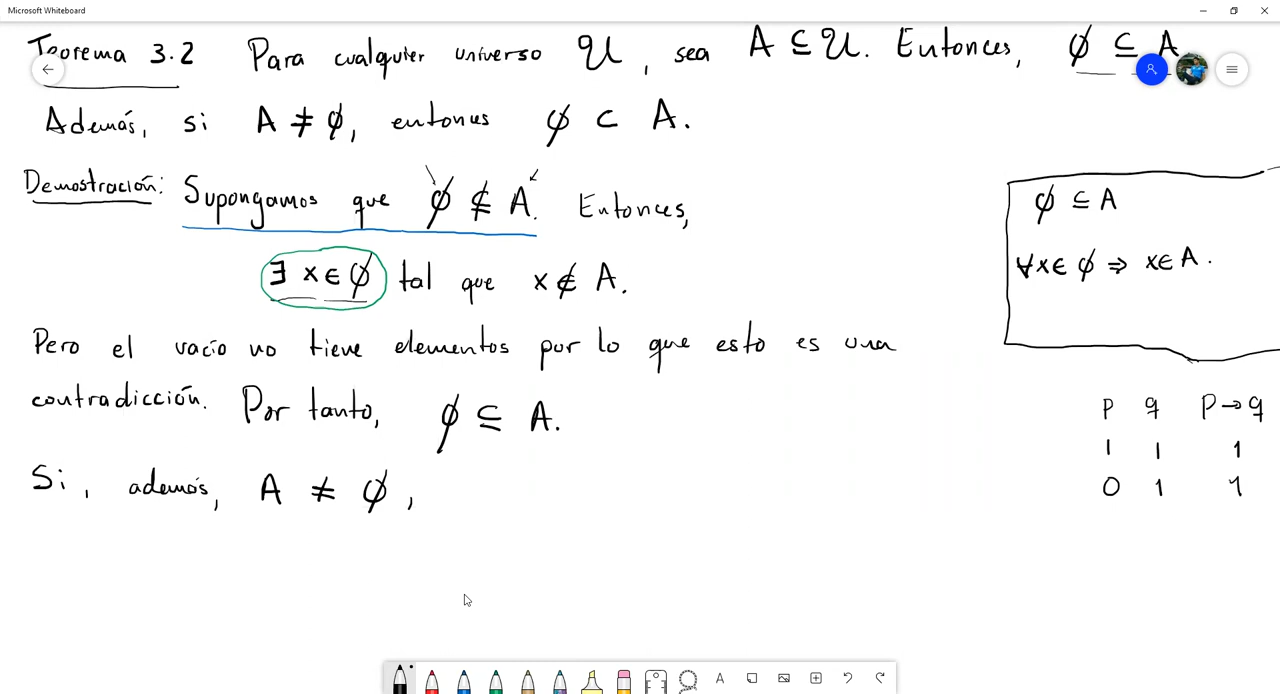 Microsoft Whiteboard
Teorema 3.2 Para cualquier universo 𝒰, sea A ⊆ 𝒰. Entonces, ∅ ⊆ A
Además, si A ≠ ∅, entonces ∅ ⊂ A.
Demostración: Supongamos que ∅ ⊈ A. Entonces,
∃ x ∈ ∅ tal que x ∉ A.
Pero el vacío no tiene elementos por lo que esto es una
contradicción. Por tanto, ∅ ⊆ A.
Si, además, A ≠ ∅,
∅ ⊆ A
∀x ∈ ∅ ⇒ x ∈ A.
p q p → q
1 1 1
0 1 1